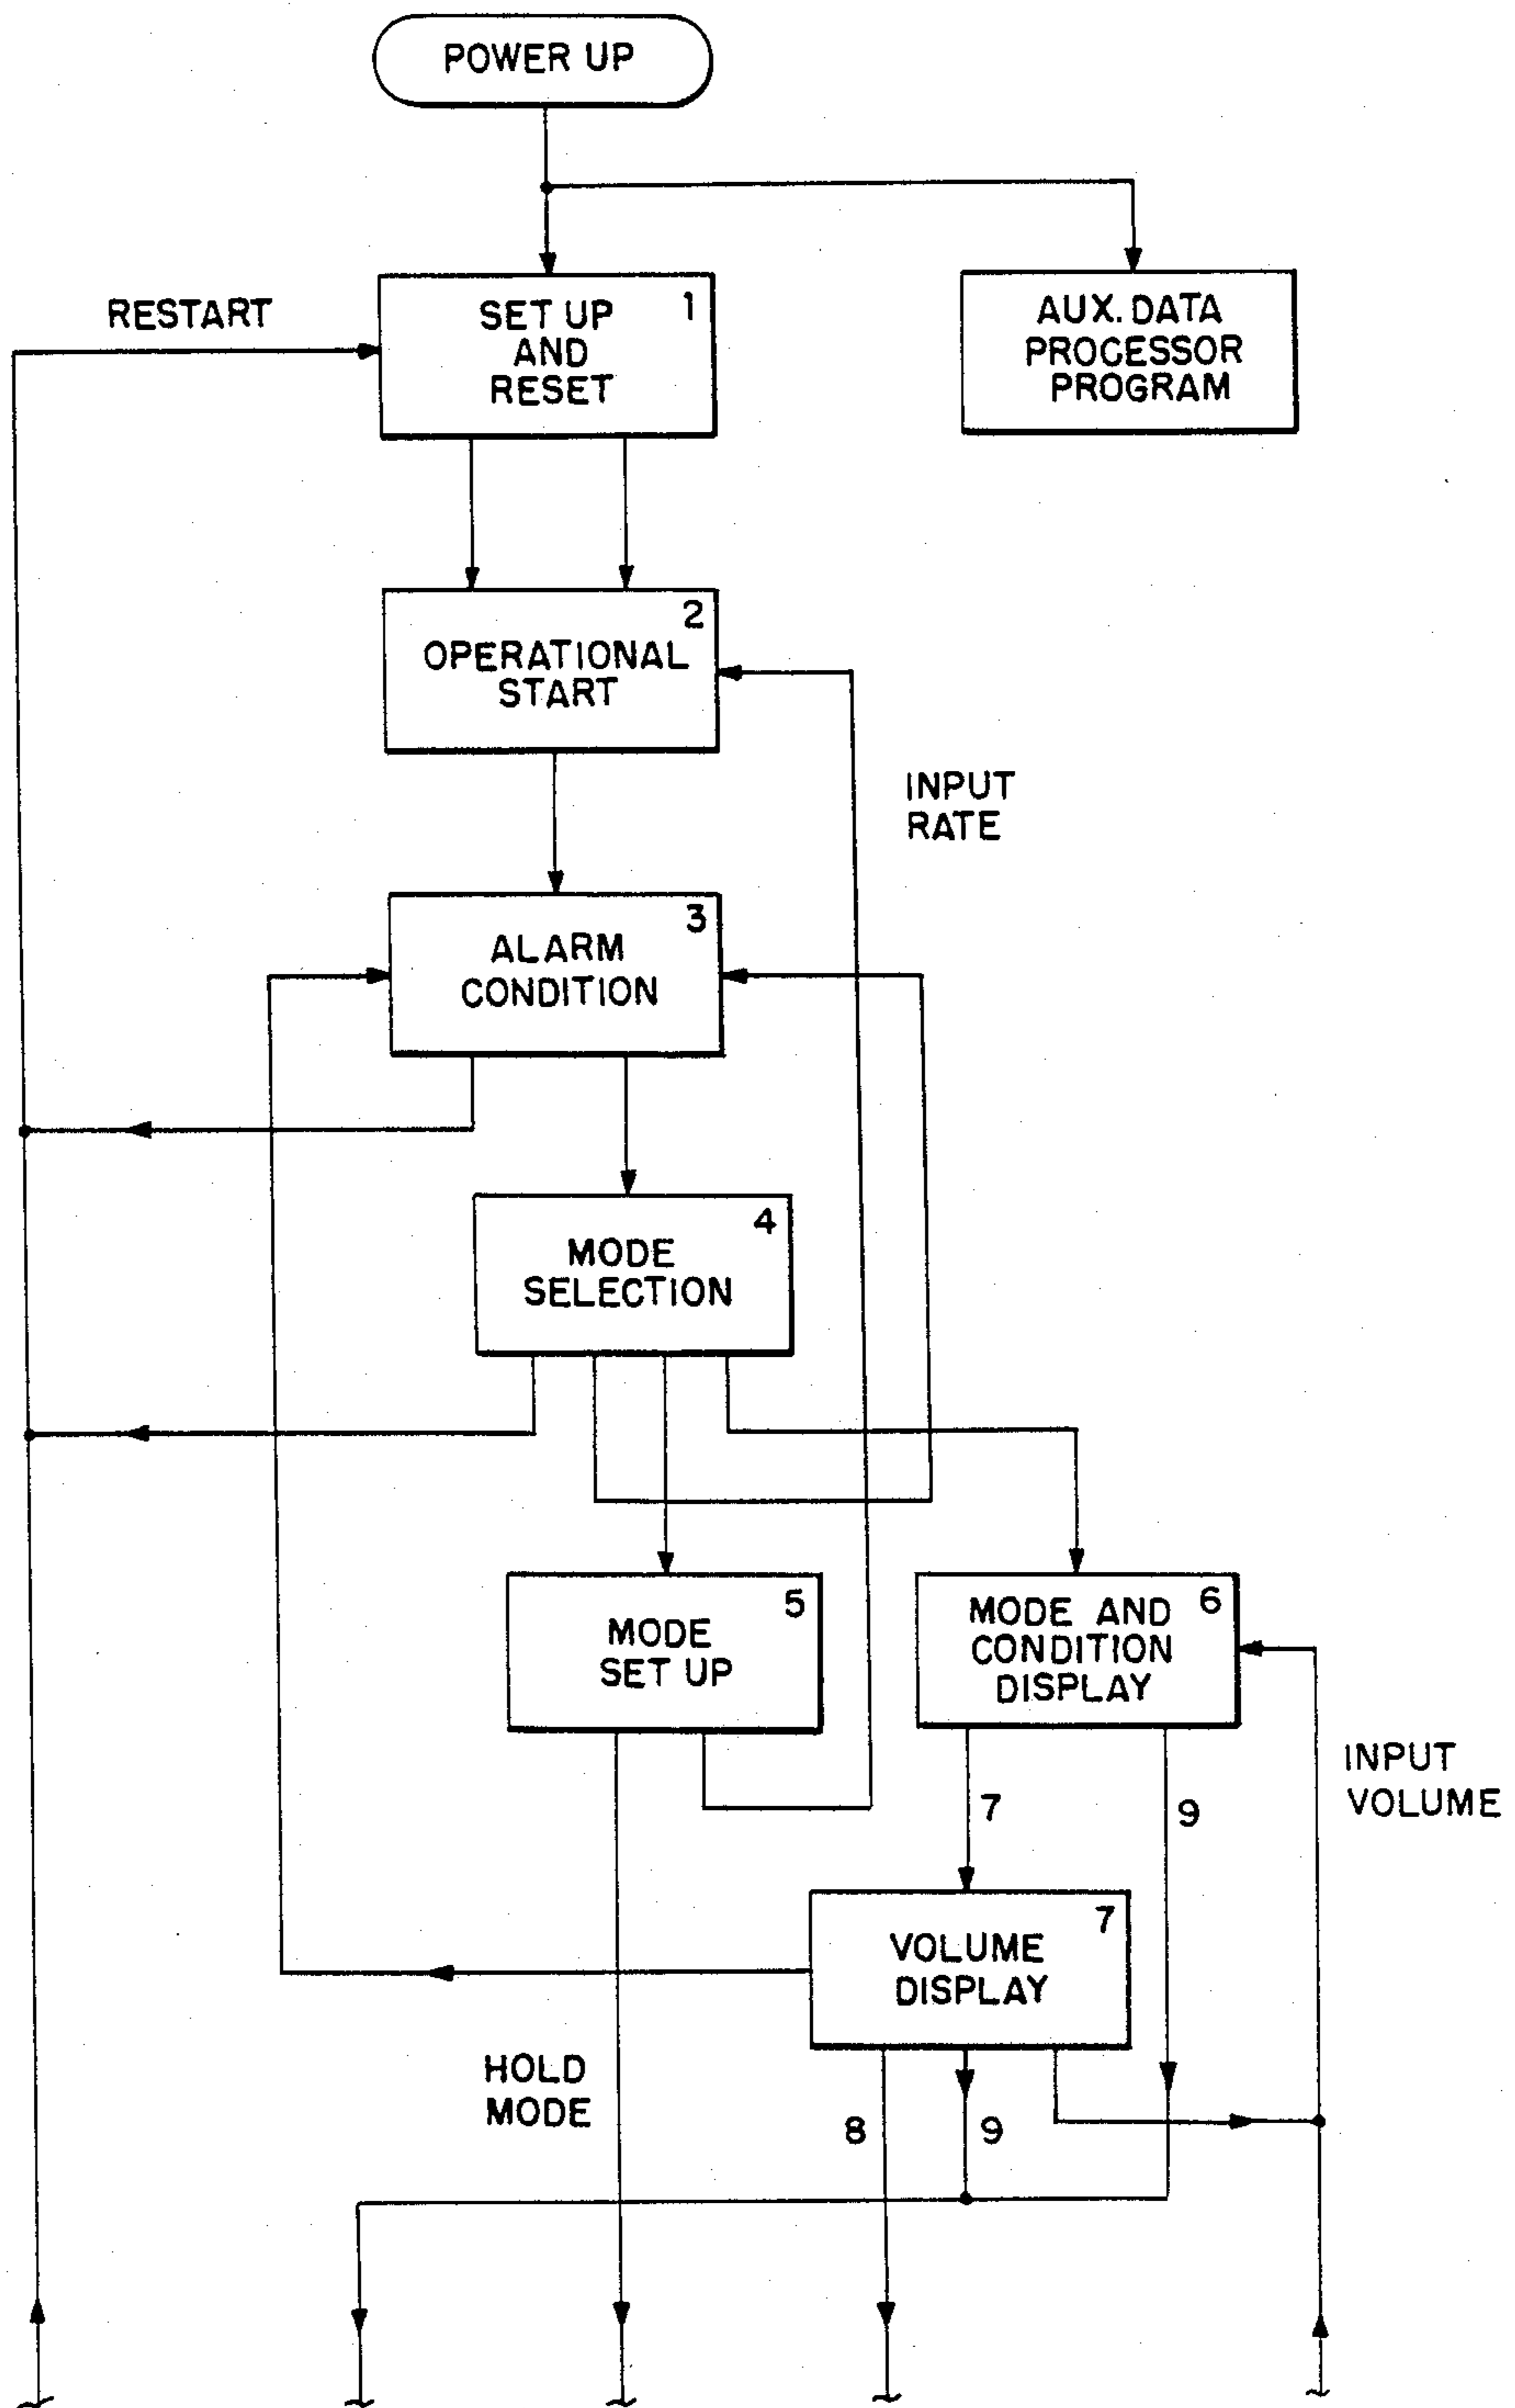 POWER UP
RESTART
1
SET UP
AND
RESET
AUX. DATA
PROCESSOR
PROGRAM
2
OPERATIONAL
START
INPUT
RATE
3
ALARM
CONDITION
4
MODE
SELECTION
5
MODE
SET UP
6
MODE AND
CONDITION
DISPLAY
INPUT
VOLUME
7
9
7
VOLUME
DISPLAY
HOLD
MODE
8
9